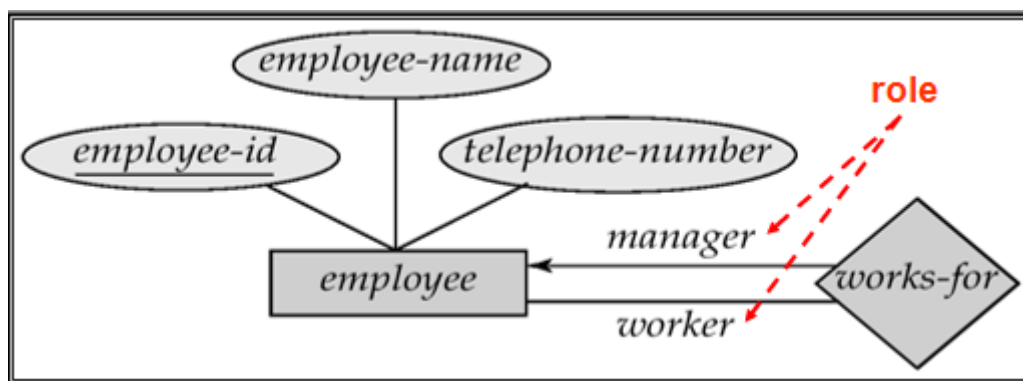 employee-name
role
employee-id
telephone-number
manager
employee
works-for
worker